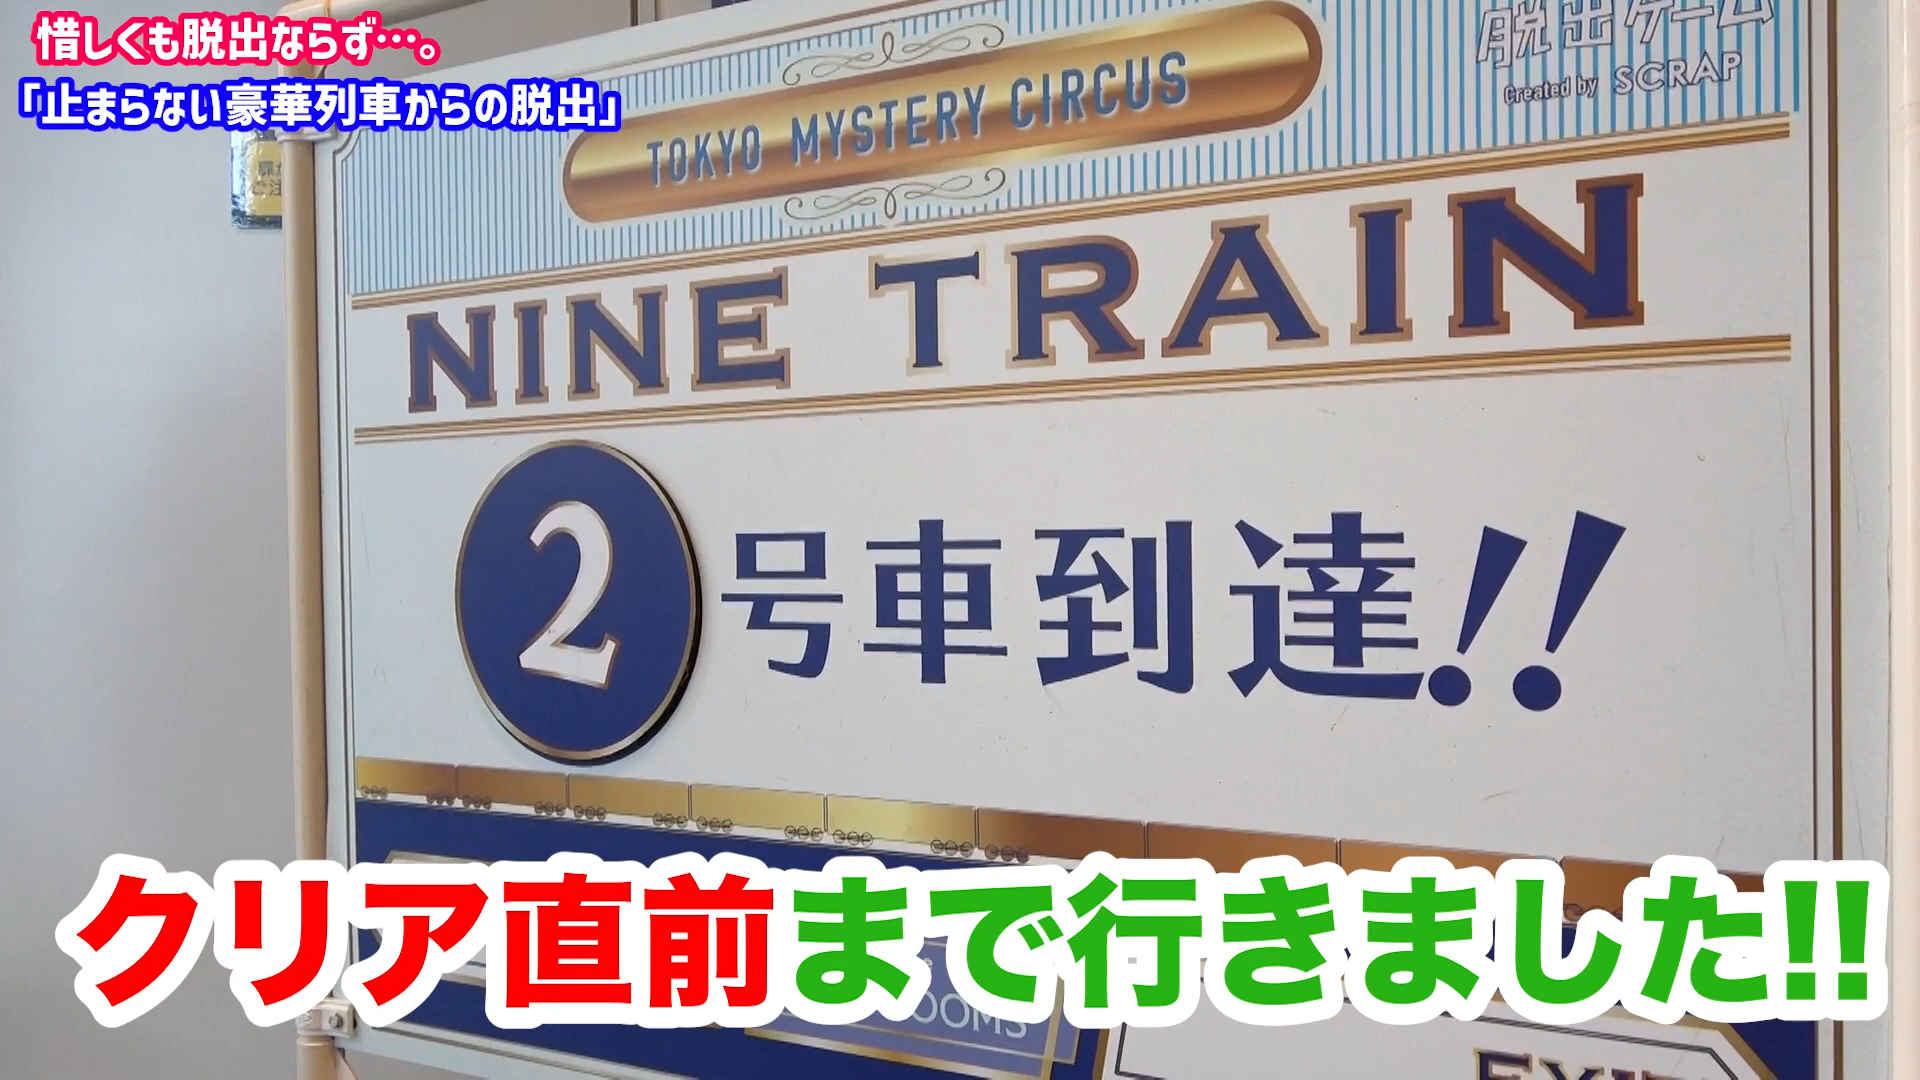 惜しくも脱出ならず…。
「止まらない豪華列車からの脱出」
脱出ゲーム
Created by SCRAP
TOKYO MYSTERY CIRCUS
NINE TRAIN
2号車到達!!
クリア直前まで行きました!!